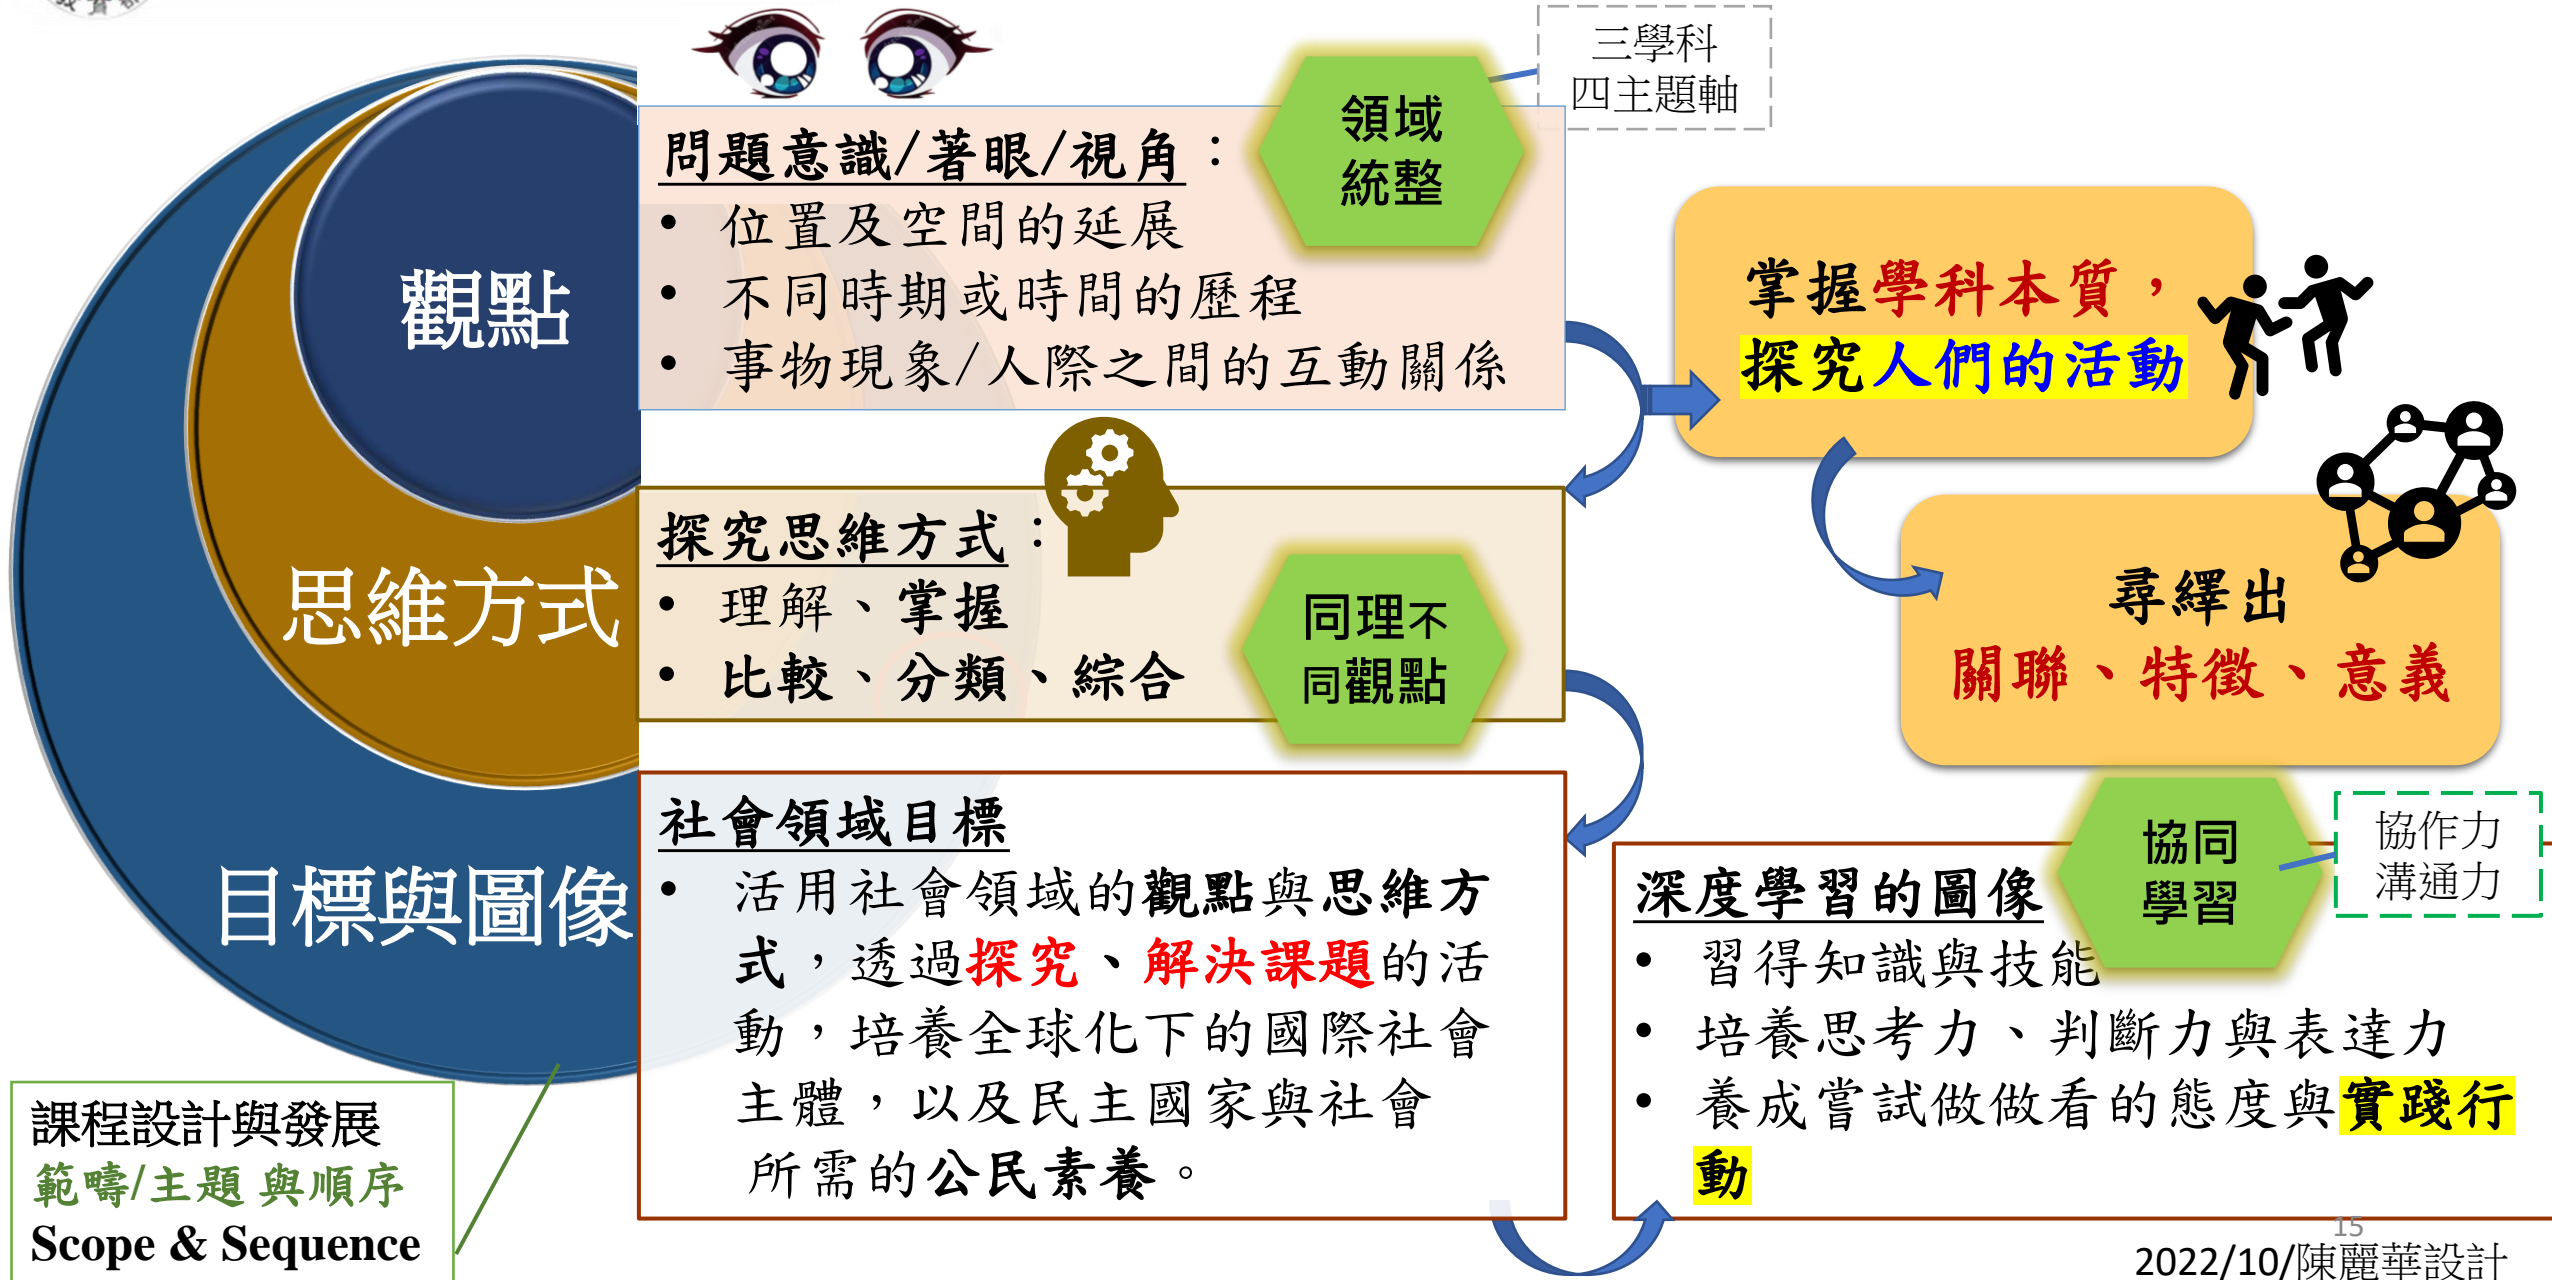 三學科
四主題軸
領域
統整
問題意識/著眼/視角：
• 位置及空間的延展
• 不同時期或時間的歷程
• 事物現象/人際之間的互動關係
觀點
掌握學科本質，
探究人們的活動
探究思維方式：
• 理解、掌握
• 比較、分類、綜合
同理不
同觀點
思維方式
尋繹出
關聯、特徵、意義
社會領域目標
• 活用社會領域的觀點與思維方
式，透過探究、解決課題的活
動，培養全球化下的國際社會
主體，以及民主國家與社會
所需的公民素養。
目標與圖像
協同
學習
協作力
溝通力
深度學習的圖像
• 習得知識與技能
• 培養思考力、判斷力與表達力
• 養成嘗試做做看的態度與實踐行
動
課程設計與發展
範疇/主題 與順序
Scope & Sequence
15
2022/10/陳麗華設計